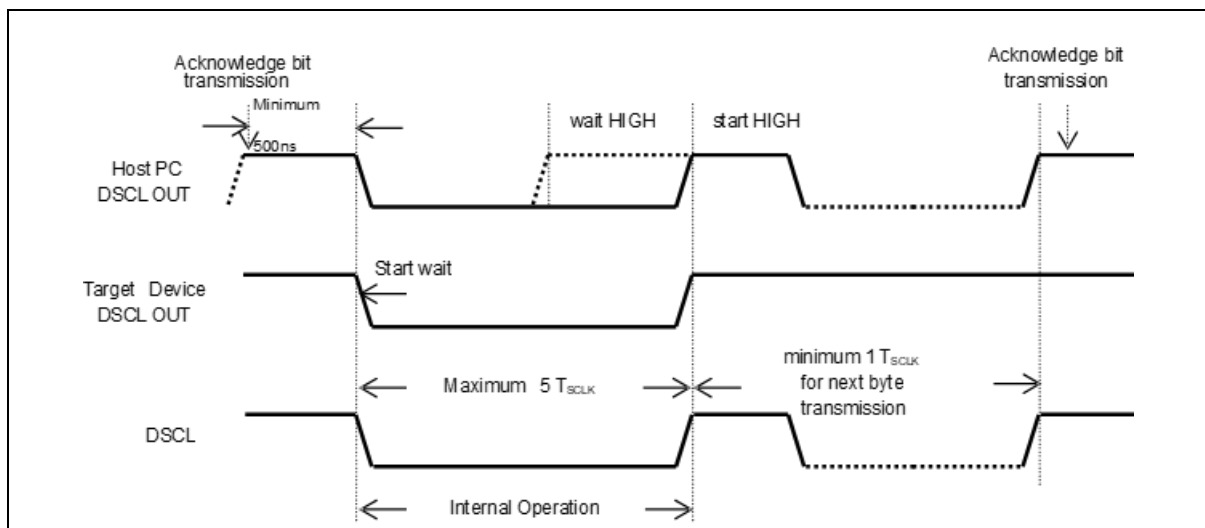 Acknowledge bit
transmission
Acknowledge bit
transmission
Minimum
500ns
wait HIGH
start HIGH
Host PC
DSCL OUT
Start wait
Target Device
DSCL OUT
Maximum 5 TSCLK
minimum 1 TSCLK
for next byte
transmission
DSCL
Internal Operation